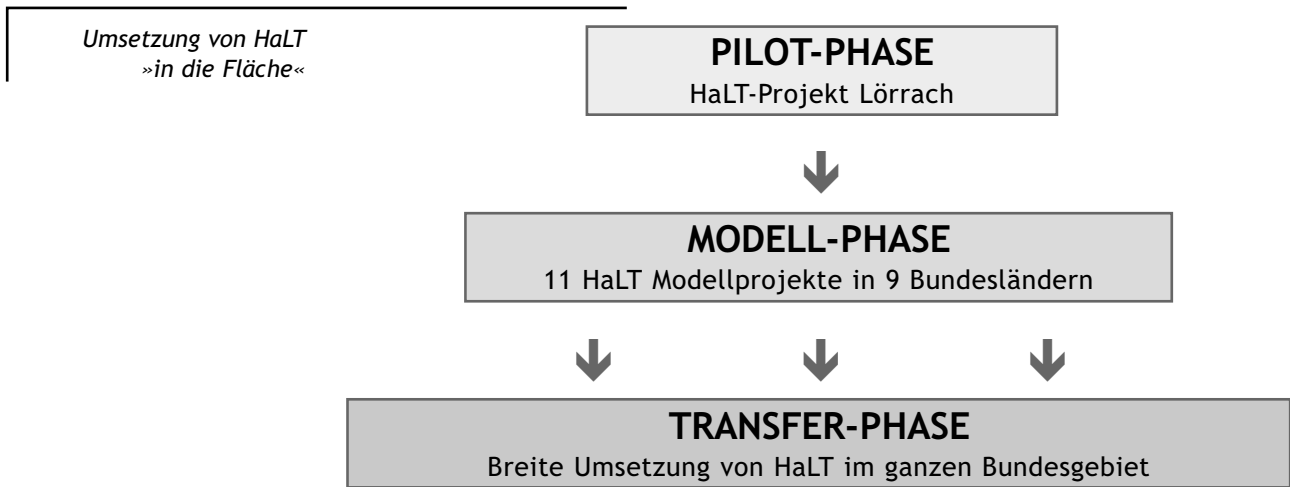 Umsetzung von HaLT
»in die Fläche«
PILOT-PHASE
HaLT-Projekt Lörrach
MODELL-PHASE
11 HaLT Modellprojekte in 9 Bundesländern
TRANSFER-PHASE
Breite Umsetzung von HaLT im ganzen Bundesgebiet